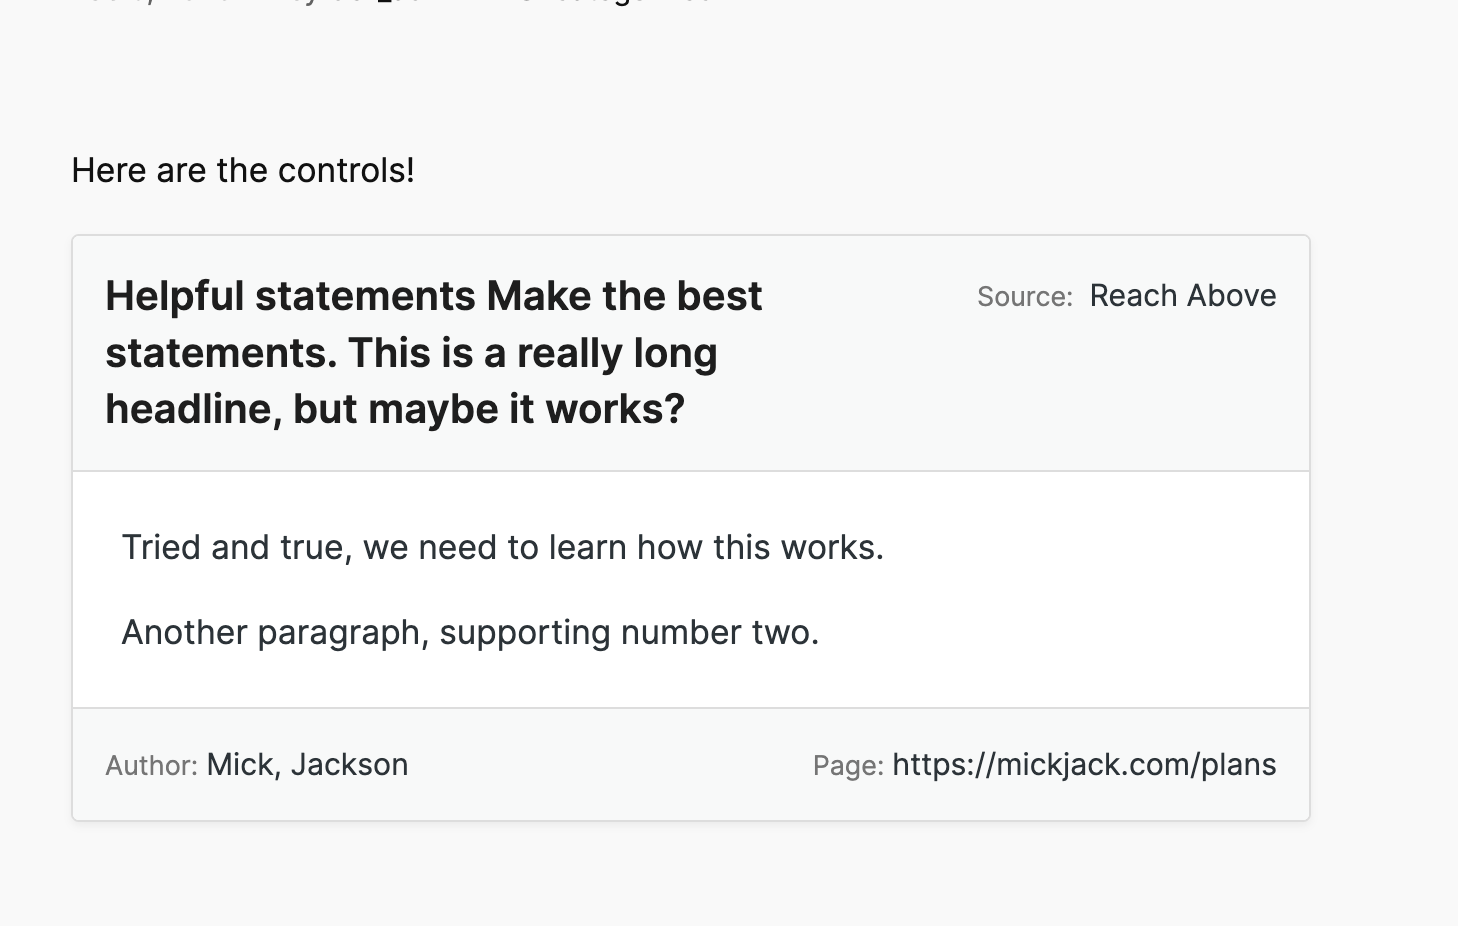 Here are the controls!
Helpful statements Make the best
statements. This is a really long
headline, but maybe it works?
Source: Reach Above
Tried and true, we need to learn how this works.
Another paragraph, supporting number two.
Author: Mick, Jackson
Page: https://mickjack.com/plans